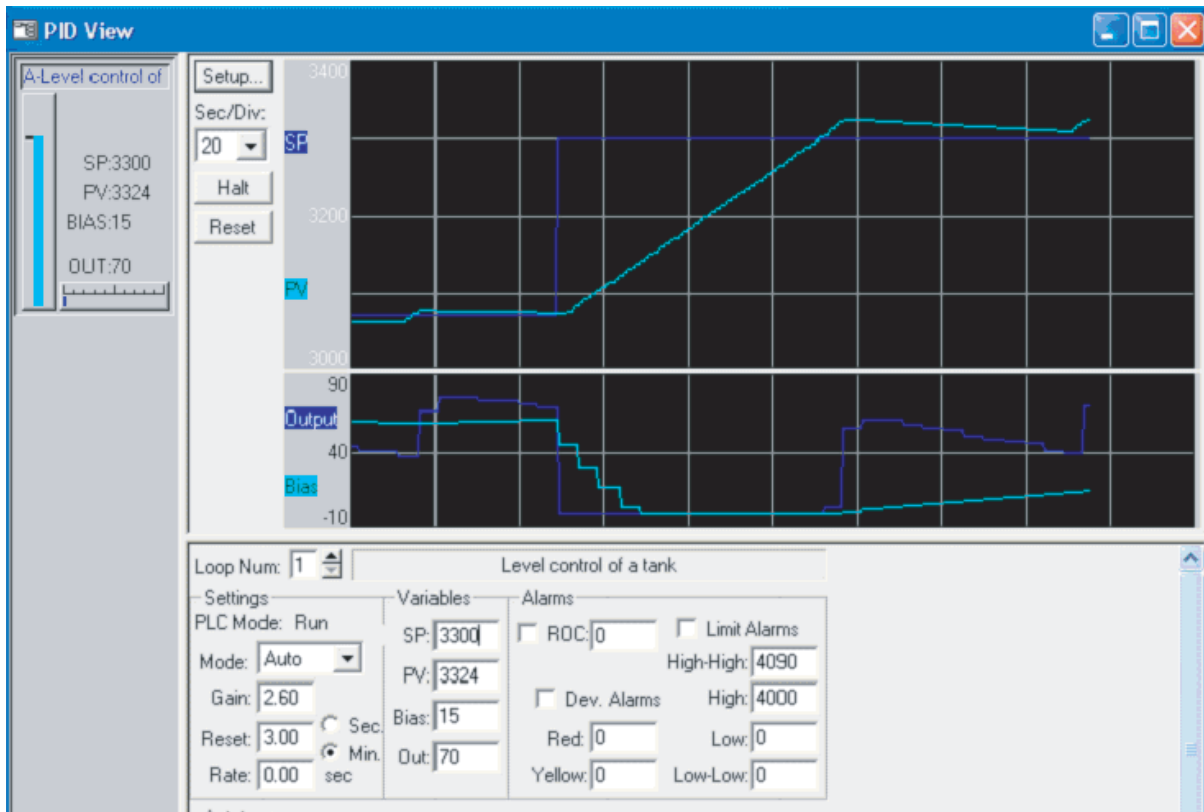 PID View
A-Level control of
SP:3300
PV:3324
BIAS:15
OUT:70
Setup...
Sec/Div:
20
Halt
Reset
3400
SP
3200
PV
3000
90
Output
40
Bias
-10
Loop Num: 1 Level control of a tank
Settings
PLC Mode: Run
Mode: Auto
Gain: 2.60
Reset: 3.00
Sec.
Min.
Rate: 0.00 sec
Variables
SP: 3300
PV: 3324
Bias: 15
Out: 70
Alarms
ROC: 0
Limit Alarms
High-High: 4090
Dev. Alarms
High: 4000
Red: 0
Low: 0
Yellow: 0
Low-Low: 0